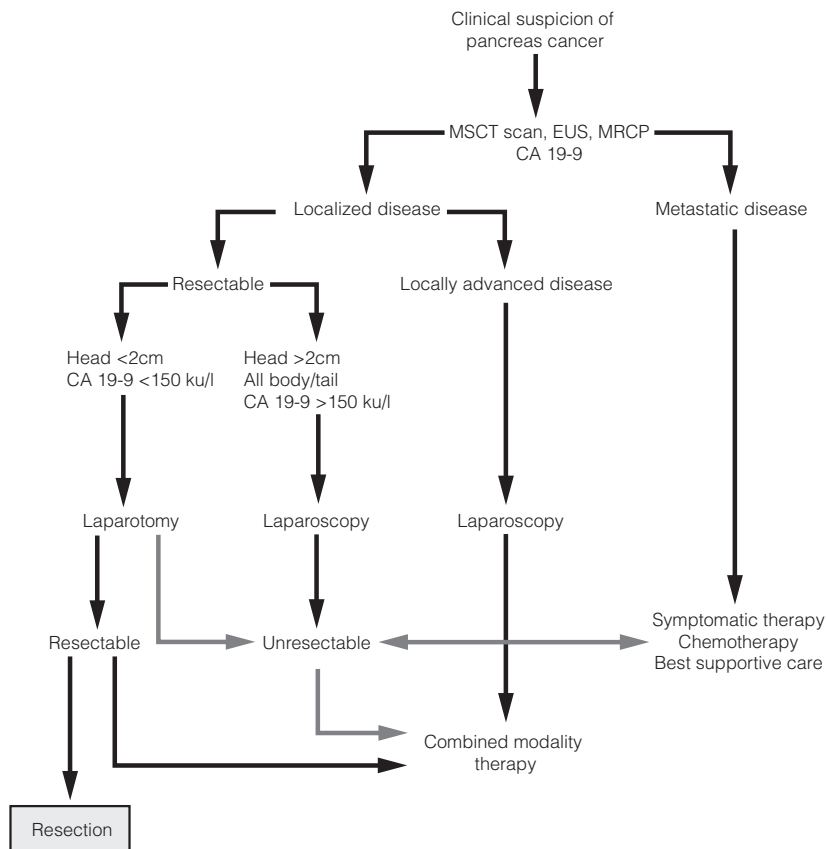 Clinical suspicion of
pancreas cancer
MSCT scan, EUS, MRCP
CA 19-9
Localized disease
Metastatic disease
Resectable
Locally advanced disease
Head <2cm
CA 19-9 <150 ku/l
Head >2cm
All body/tail
CA 19-9 >150 ku/l
Laparotomy
Laparoscopy
Laparoscopy
Resectable
Unresectable
Symptomatic therapy
Chemotherapy
Best supportive care
Combined modality
therapy
Resection